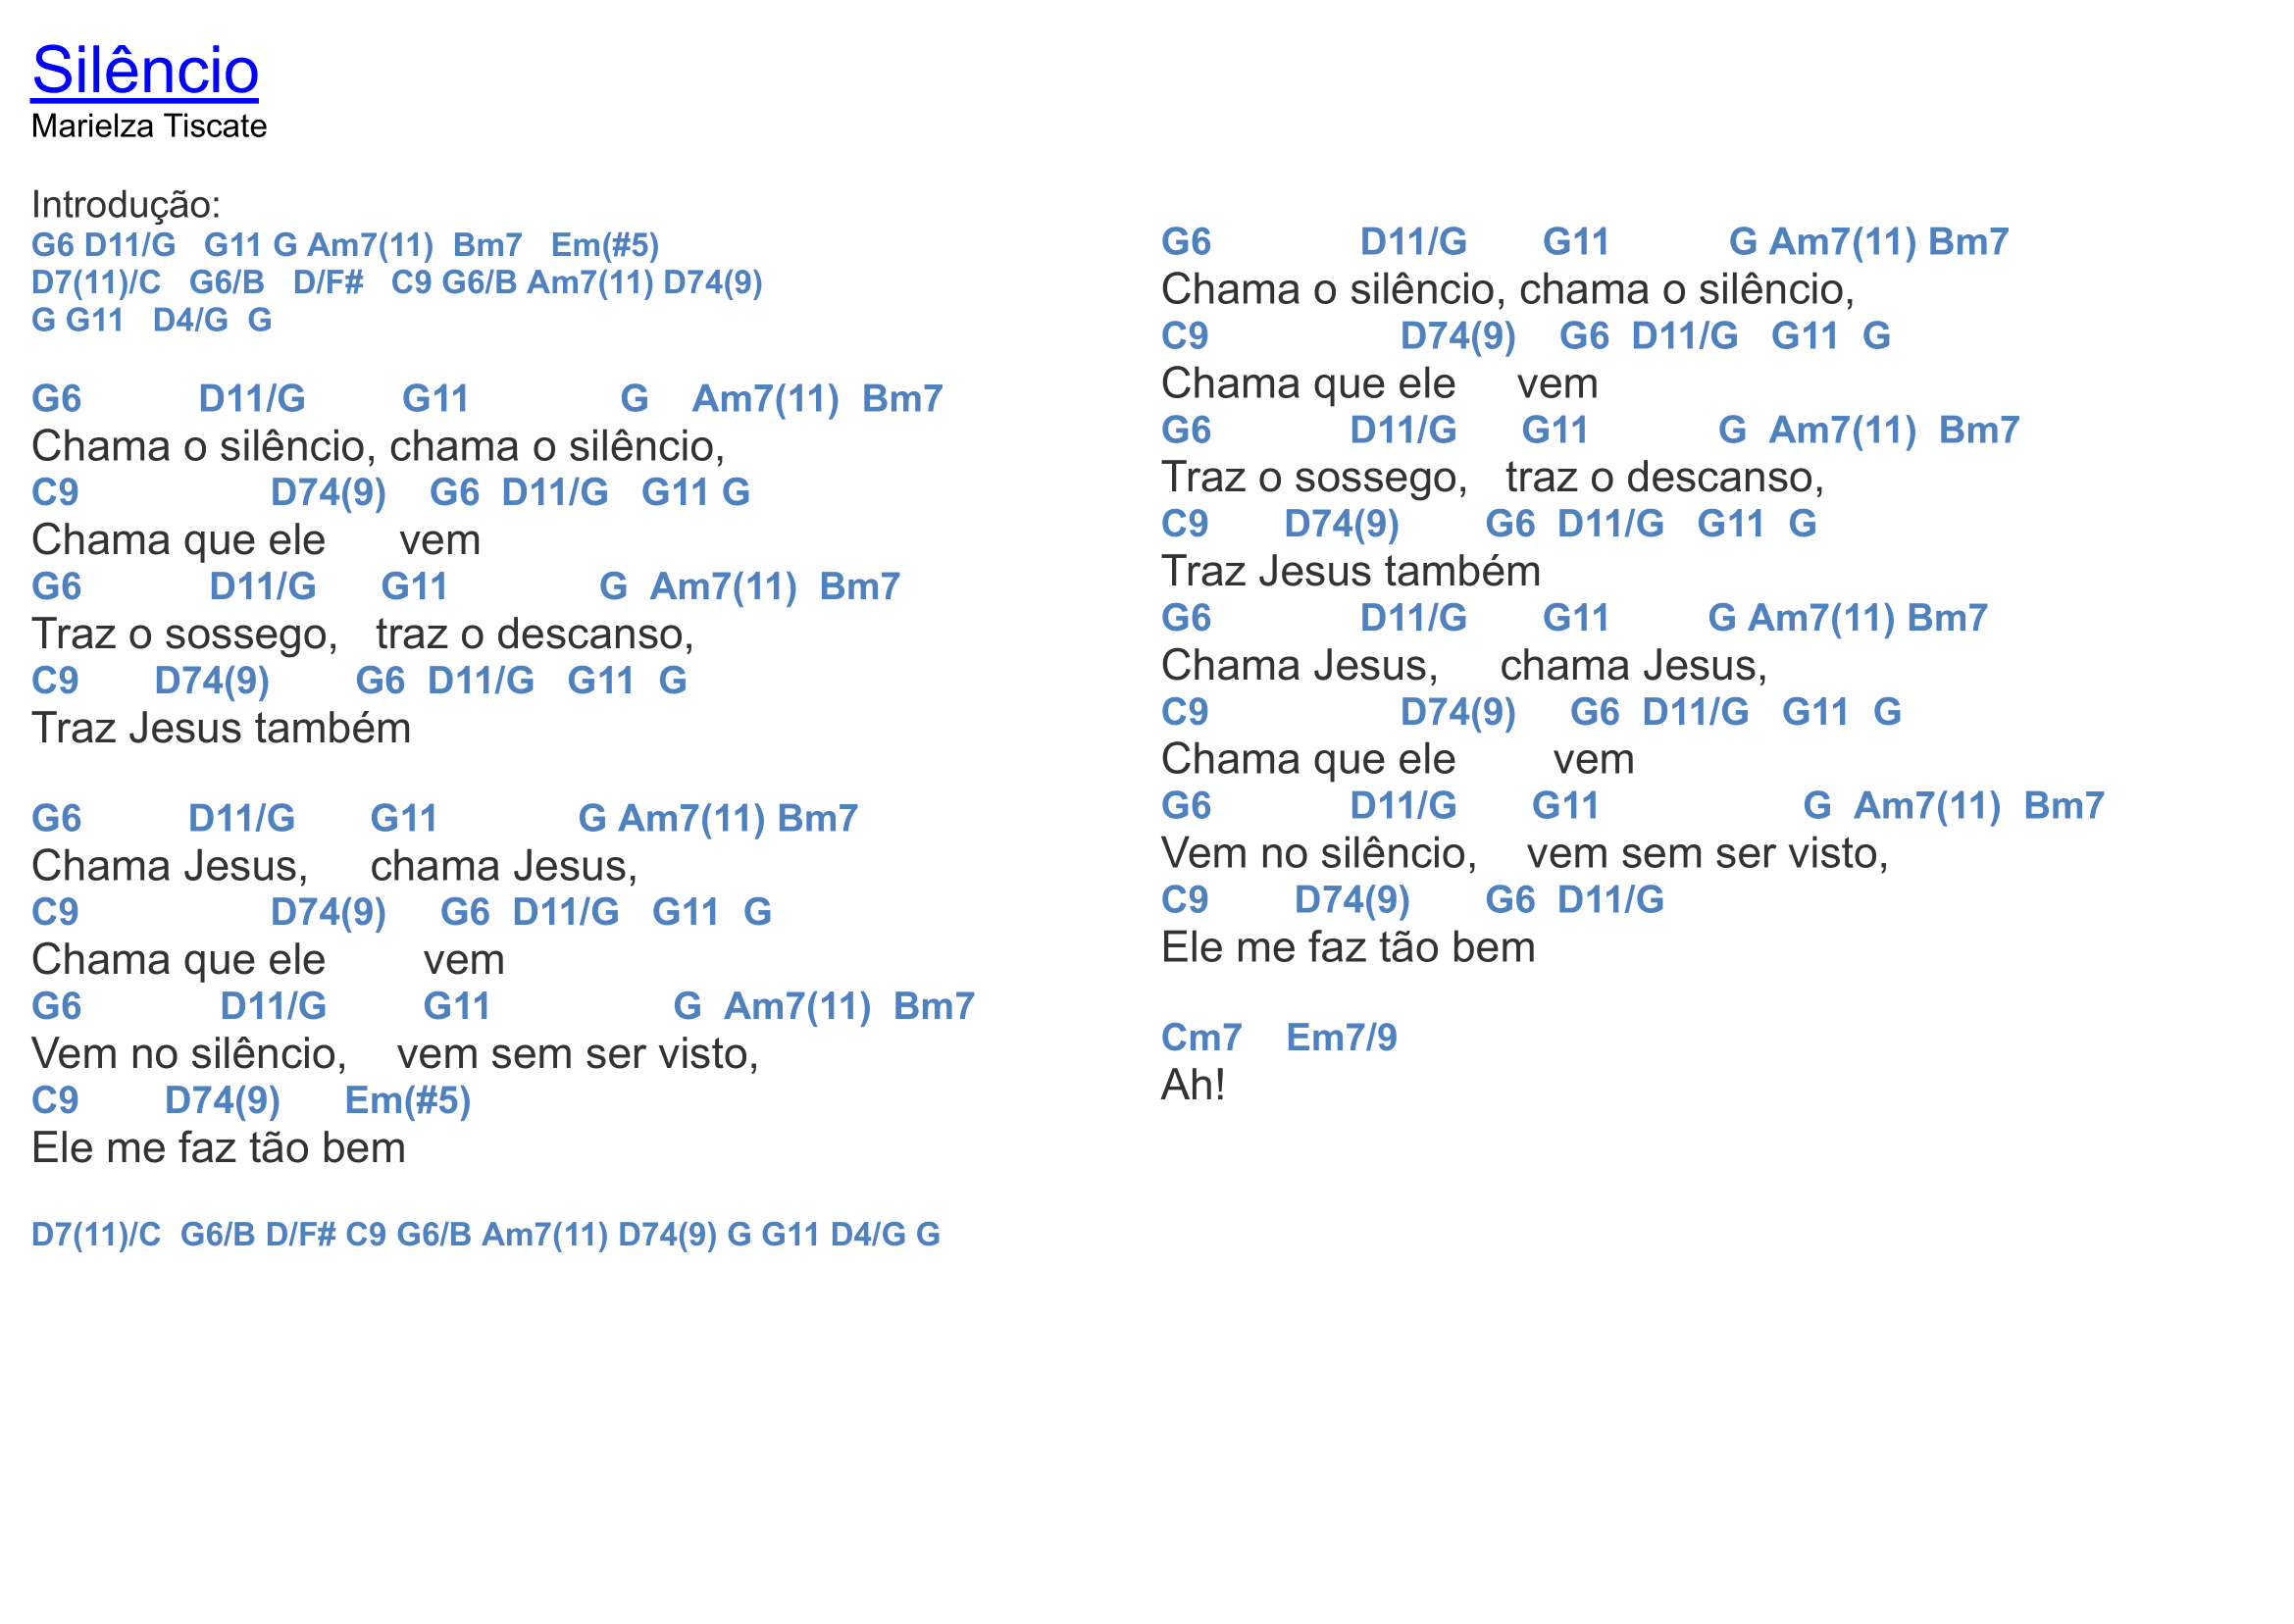 Silêncio
Marielza Tiscate
Introdução:
G6 D11/G   G11 G Am7(11)  Bm7   Em(#5)
D7(11)/C   G6/B   D/F#   C9 G6/B Am7(11) D74(9)
G G11   D4/G  G
G6           D11/G         G11              G    Am7(11)  Bm7
Chama o silêncio, chama o silêncio,
C9                  D74(9)    G6  D11/G   G11 G
Chama que ele      vem
G6            D11/G      G11              G  Am7(11)  Bm7
Traz o sossego,   traz o descanso,
C9       D74(9)        G6  D11/G   G11  G
Traz Jesus também
G6          D11/G       G11             G Am7(11) Bm7
Chama Jesus,     chama Jesus,
C9                  D74(9)     G6  D11/G   G11  G
Chama que ele        vem
G6             D11/G         G11                 G  Am7(11)  Bm7
Vem no silêncio,    vem sem ser visto,
C9        D74(9)      Em(#5)
Ele me faz tão bem
D7(11)/C  G6/B D/F# C9 G6/B Am7(11) D74(9) G G11 D4/G G
G6              D11/G       G11           G Am7(11) Bm7
Chama o silêncio, chama o silêncio,
C9                  D74(9)    G6  D11/G   G11  G
Chama que ele     vem
G6             D11/G      G11            G  Am7(11)  Bm7
Traz o sossego,   traz o descanso,
C9       D74(9)        G6  D11/G   G11  G
Traz Jesus também
G6              D11/G       G11         G Am7(11) Bm7
Chama Jesus,     chama Jesus,
C9                  D74(9)     G6  D11/G   G11  G
Chama que ele        vem
G6             D11/G       G11                   G  Am7(11)  Bm7
Vem no silêncio,    vem sem ser visto,
C9        D74(9)       G6  D11/G
Ele me faz tão bem
Cm7    Em7/9
Ah!